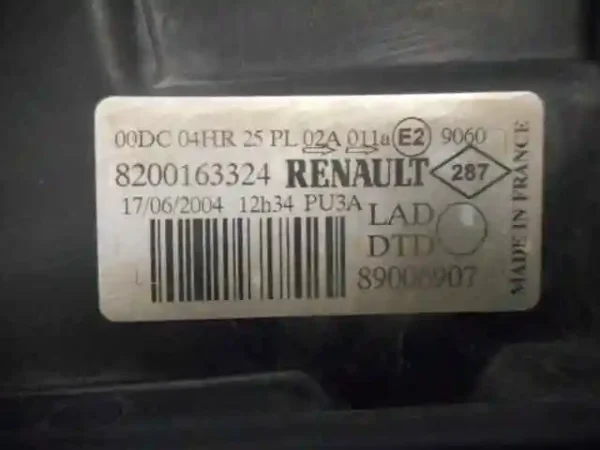 00DC 04HR 25 PL 02A 011a E2 9060
8200163324 RENAULT 287
17/06/2004 12h34 PU3A LAD
DTD
89006907
MADE IN FRANCE